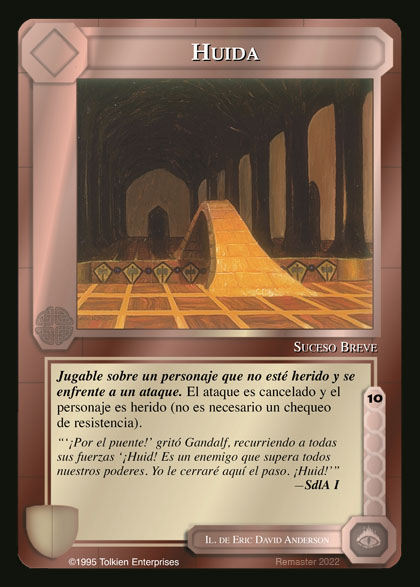 Huida
Suceso Breve
Jugable sobre un personaje que no esté herido y se
enfrente a un ataque. El ataque es cancelado y el
personaje es herido (no es necesario un chequeo
de resistencia).
“‘¡Por el puente!’ gritó Gandalf, recurriendo a todas
sus fuerzas ‘¡Huid! Es un enemigo que supera todos
nuestros poderes. Yo le cerraré aquí el paso. ¡Huid!’”
—SdlA I
10
Il. de Eric David Anderson
©1995 Tolkien Enterprises
Remaster 2022